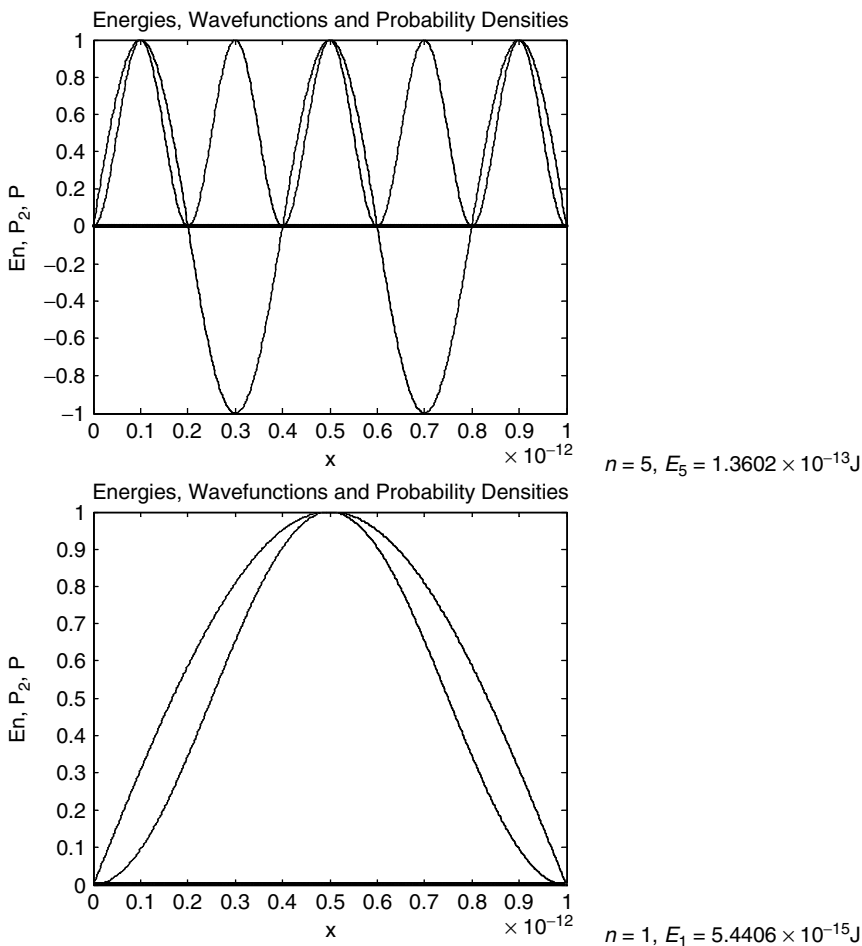 Energies, Wavefunctions and Probability Densities
En, P₂, P
1
0.8
0.6
0.4
0.2
0
−0.2
−0.4
−0.6
−0.8
−1
0 0.1 0.2 0.3 0.4 0.5 0.6 0.7 0.8 0.9 1
× 10⁻¹²
x
n = 5, E₅ = 1.3602 × 10⁻¹³J
Energies, Wavefunctions and Probability Densities
En, P₂, P
1
0.9
0.8
0.7
0.6
0.5
0.4
0.3
0.2
0.1
0
0 0.1 0.2 0.3 0.4 0.5 0.6 0.7 0.8 0.9 1
× 10⁻¹²
x
n = 1, E₁ = 5.4406 × 10⁻¹⁵J